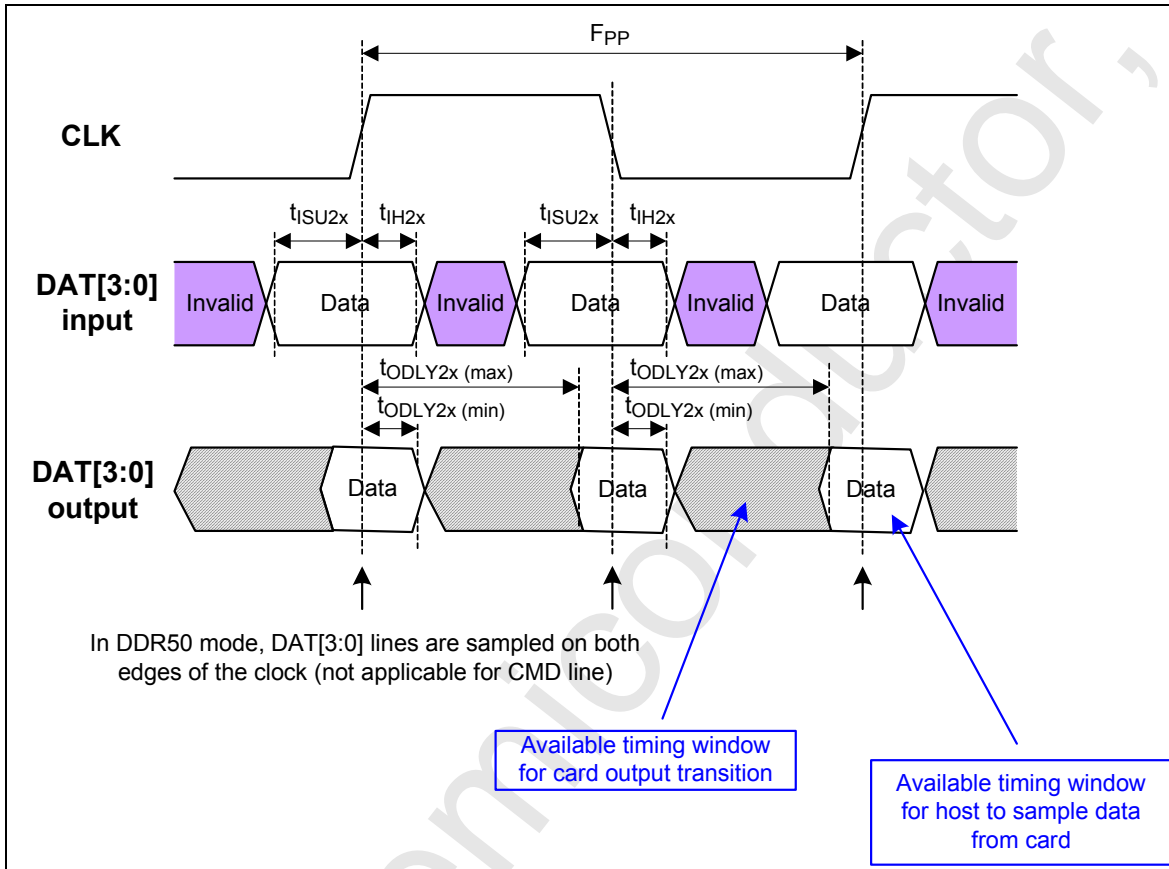 FPP
CLK
tISU2x tIH2x tISU2x tIH2x
DAT[3:0]
input
Invalid Data Invalid Data Invalid Data Invalid
tODLY2x (max) tODLY2x (max)
tODLY2x (min) tODLY2x (min)
DAT[3:0]
output
Data Data Data
In DDR50 mode, DAT[3:0] lines are sampled on both
edges of the clock (not applicable for CMD line)
Available timing window
for card output transition
Available timing window
for host to sample data
from card